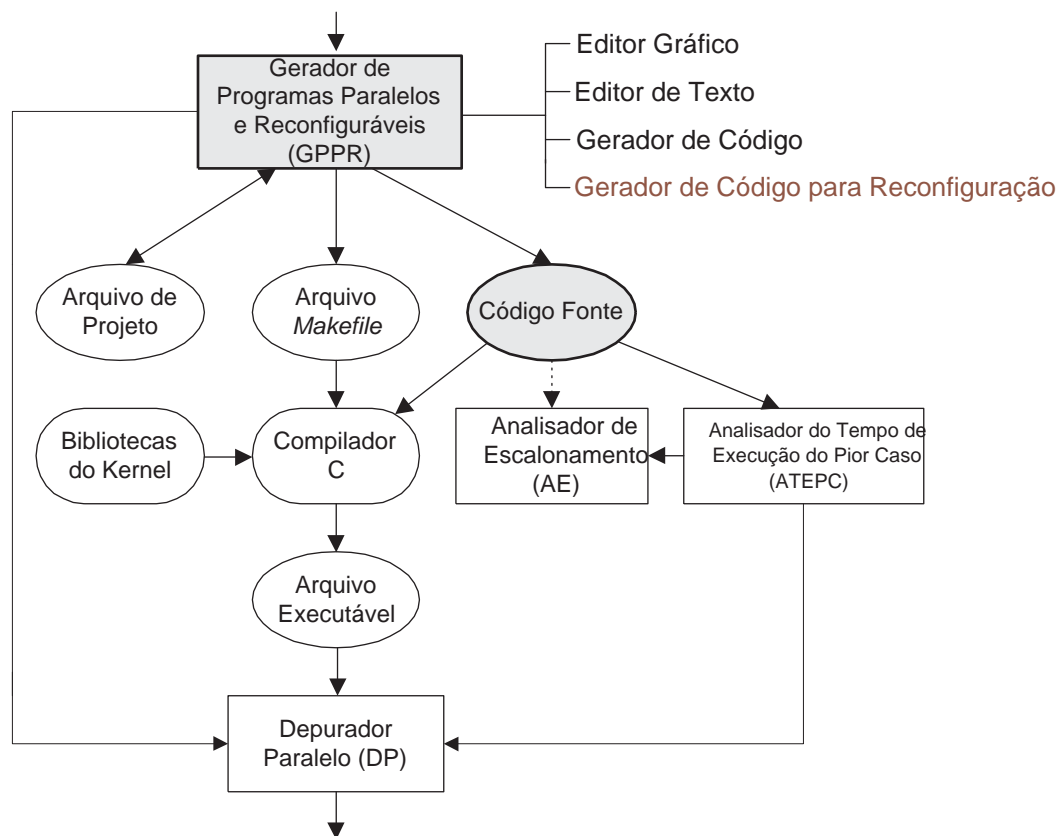 Gerador de
Programas Paralelos
e Reconfiguráveis
(GPPR)
Editor Gráfico
Editor de Texto
Gerador de Código
Gerador de Código para Reconfiguração
Arquivo de
Projeto
Arquivo
Makefile
Código Fonte
Bibliotecas
do Kernel
Compilador
C
Analisador de
Escalonamento
(AE)
Analisador do Tempo de
Execução do Pior Caso
(ATEPC)
Arquivo
Executável
Depurador
Paralelo (DP)